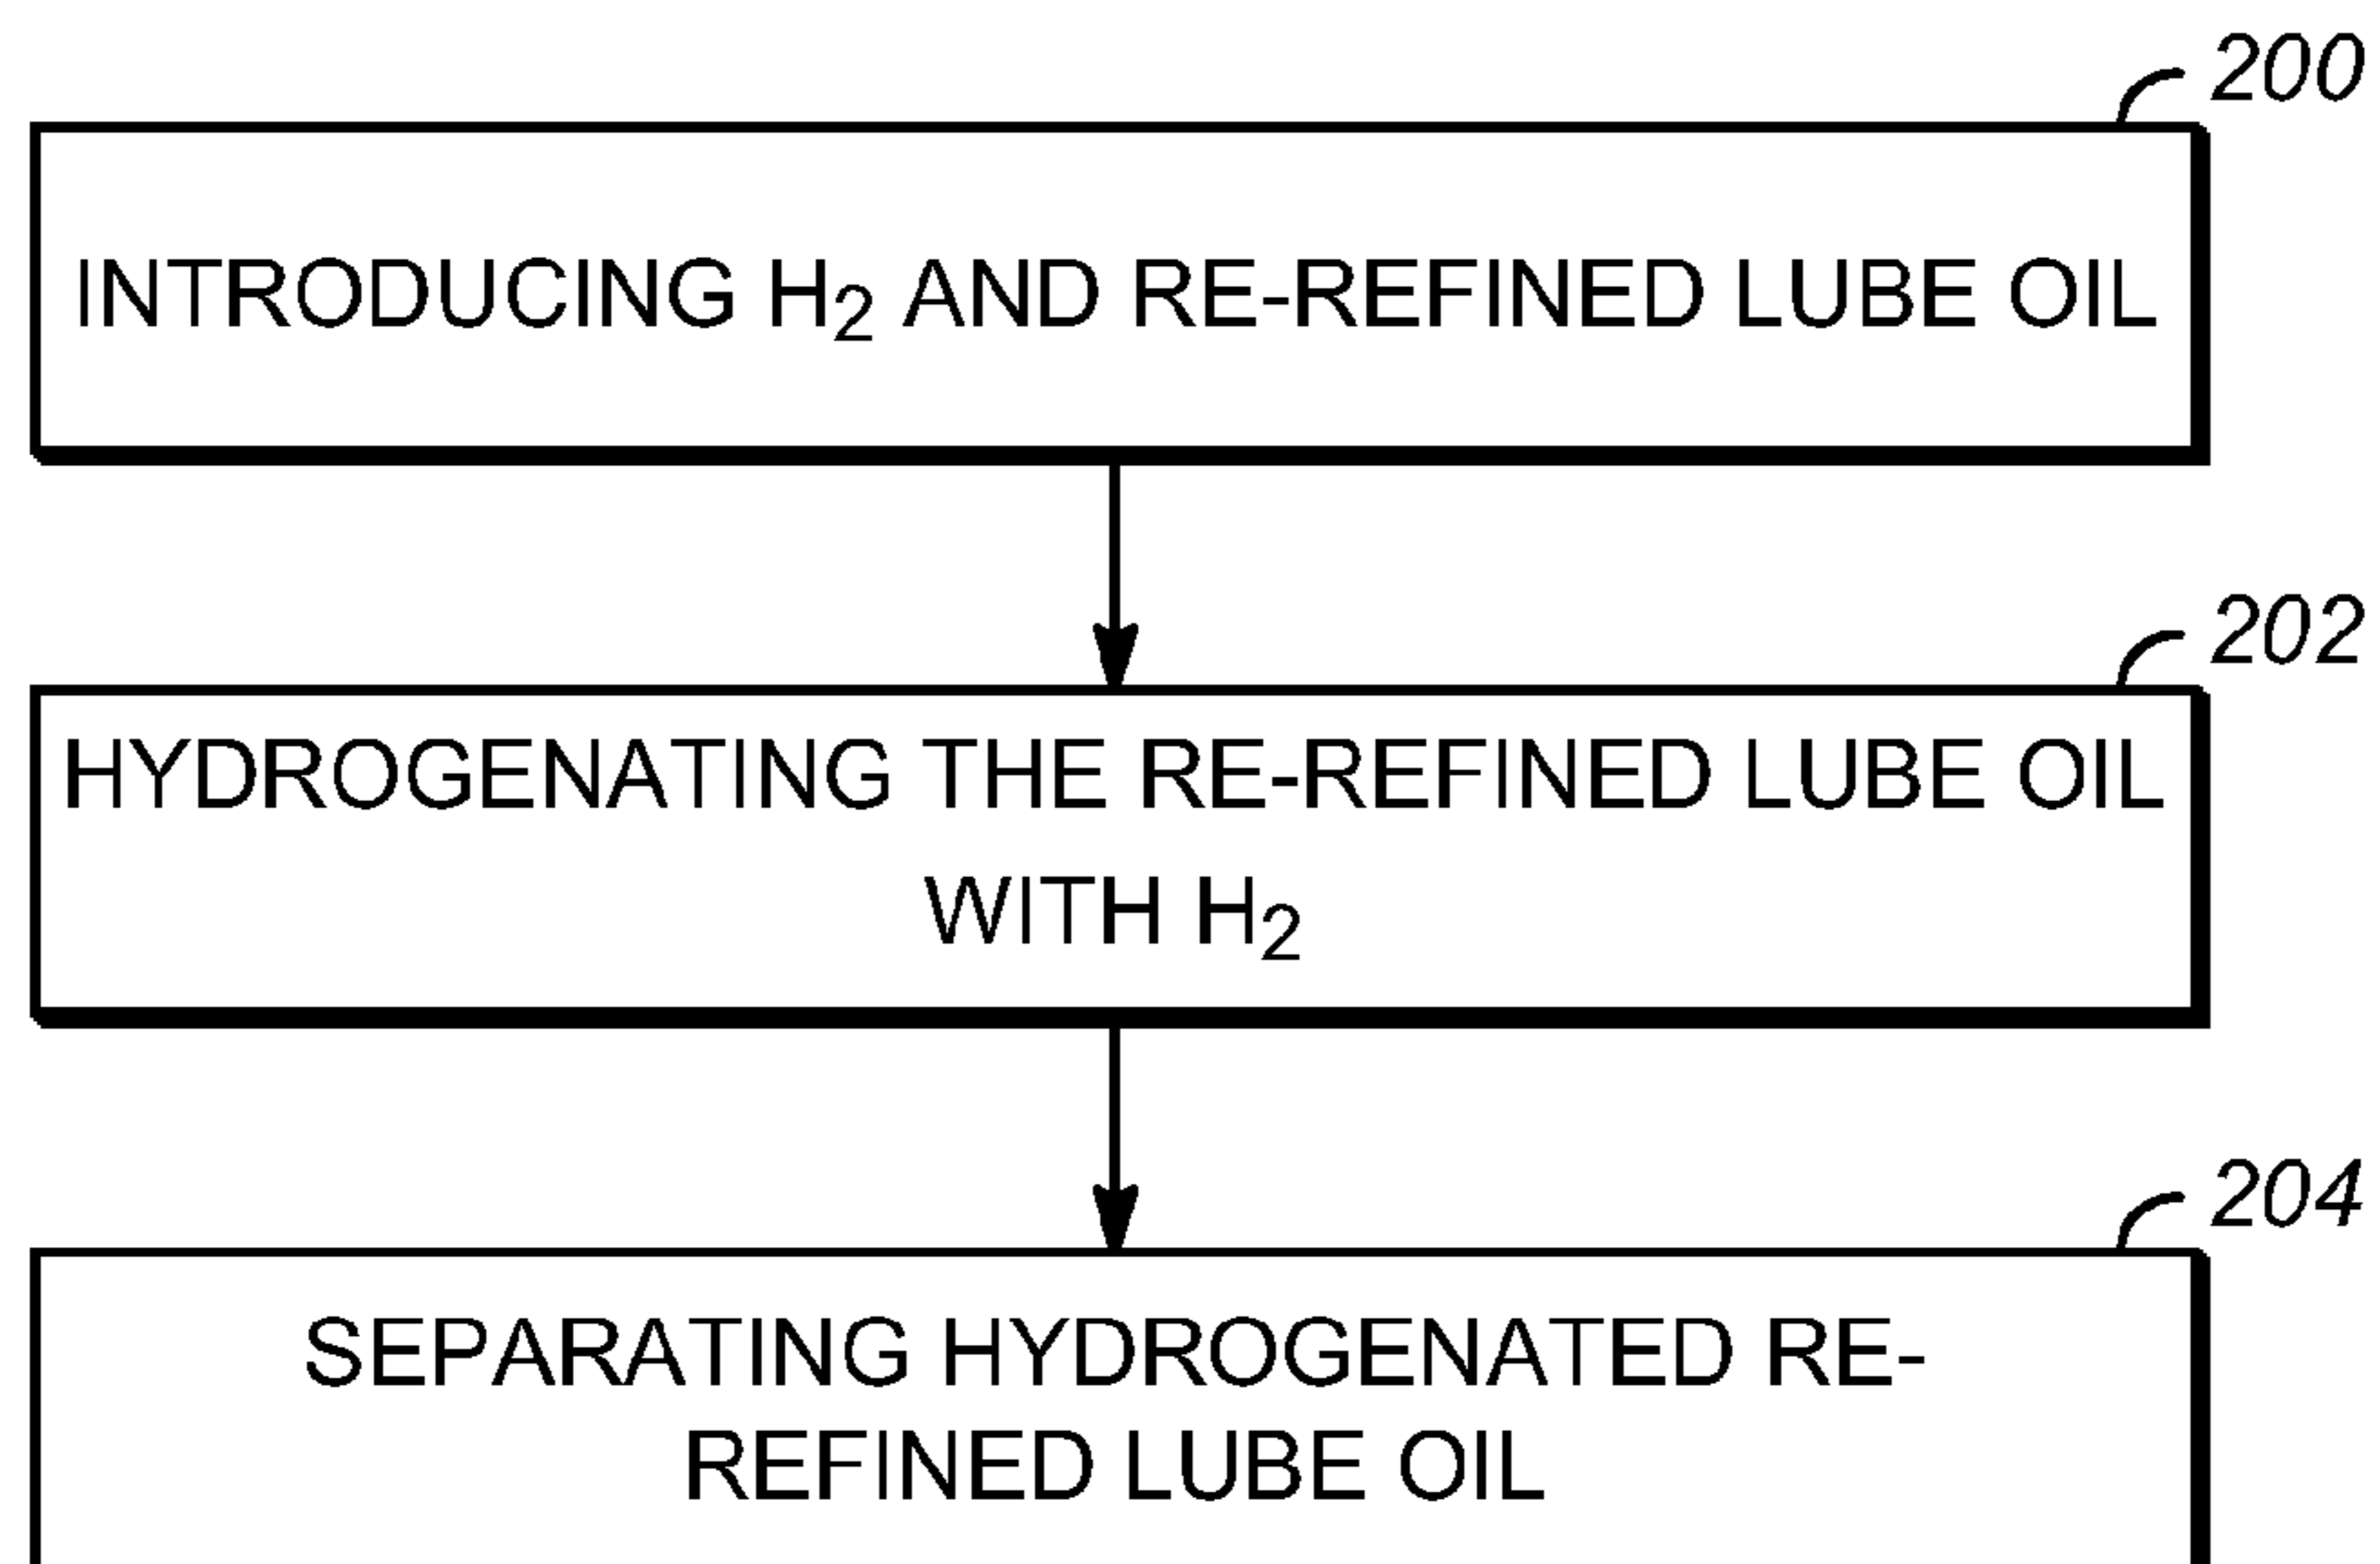 200
INTRODUCING H₂ AND RE-REFINED LUBE OIL
202
HYDROGENATING THE RE-REFINED LUBE OIL
WITH H₂
204
SEPARATING HYDROGENATED RE-
REFINED LUBE OIL